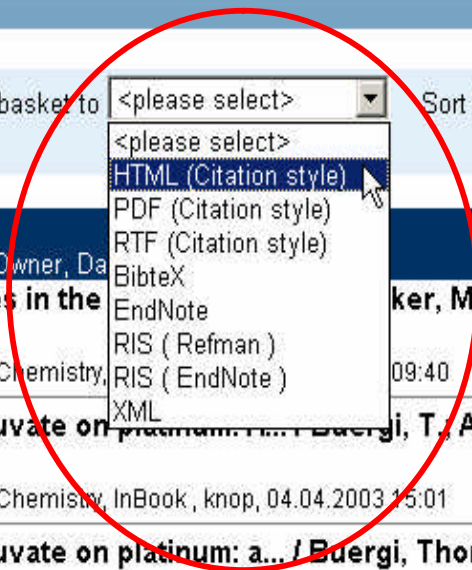 basket to <please select> Sort
<please select>
HTML (Citation style)
PDF (Citation style)
RTF (Citation style)
Owner, Da
BibteX
s in the ker, M
EndNote
RIS ( Refman )
Chemistry, RIS ( EndNote ) 09:40
XML
uvate on platinum: Buergi, T., A
Chemistry, InBook , knop, 04.04.2003 15:01
uvate on platinum: a... / Buergi, Thor